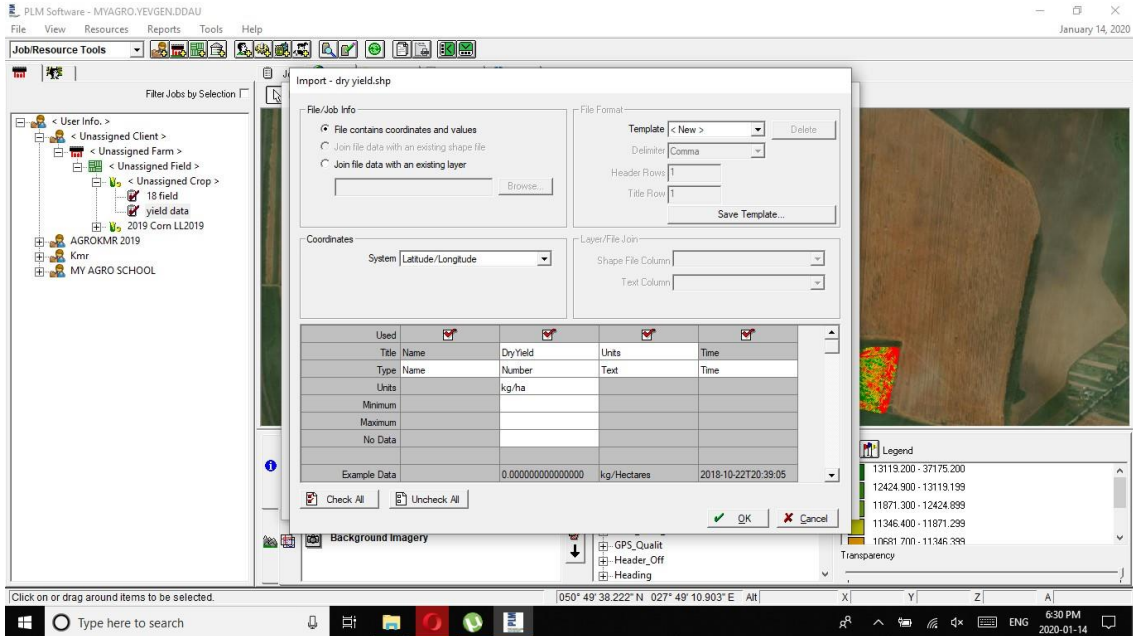 PLM Software - MYAGRO.YEVGEN.DDAU
File View Resources Reports Tools Help
January 14, 2020
Job/Resource Tools
Filter Jobs by Selection
< User Info. >
< Unassigned Client >
< Unassigned Farm >
< Unassigned Field >
< Unassigned Crop >
18 field
yield data
2019 Corn LL2019
AGROKMR 2019
Kmr
MY AGRO SCHOOL
Import - dry yield.shp
File/Job Info
File contains coordinates and values
Join file data with an existing shape file
Join file data with an existing layer
Browse...
File Format
Template < New > Delete
Delimiter Comma
Header Rows 1
Title Row 1
Save Template...
Coordinates
System Latitude/Longitude
Layer/File Join
Shape File Column
Text Column
Used
Title Name DryYield Units Time
Type Name Number Text Time
Units kg/ha
Minimum
Maximum
No Data
Example Data 0.00000000000000 kg/Hectares 2018-10-22T20:39:05
Check All Uncheck All
OK Cancel
Legend
13119.200 - 37175.200
12424.900 - 13119.199
11871.300 - 12424.899
11346.400 - 11871.299
10681.700 - 11346.399
Transparency
Background Imagery
GPS_Qualit
Header_Off
Heading
Click on or drag around items to be selected.
050° 49' 38.222" N 027° 49' 10.903" E Alt X Y Z A
Type here to search
ENG
6:30 PM
2020-01-14